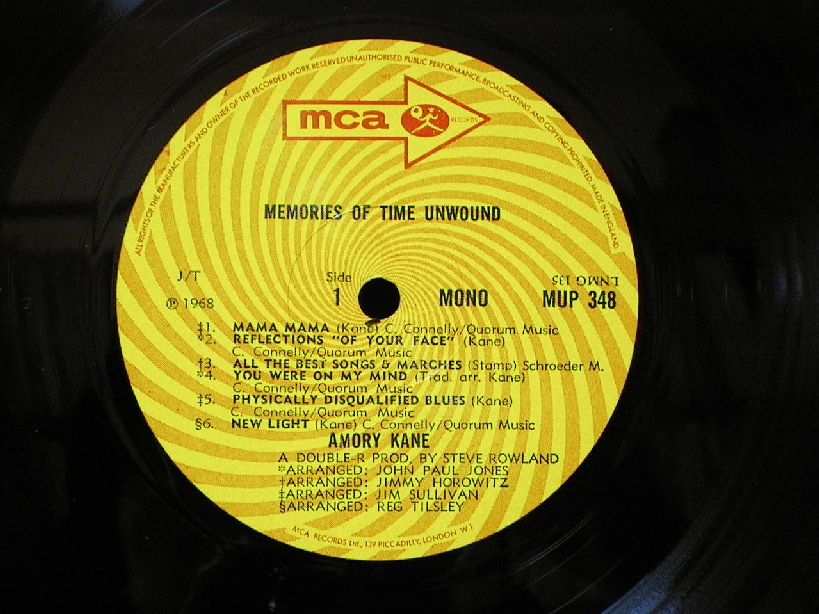 ALL RIGHTS OF THE MANUFACTURERS AND OWNER OF THE RECORDED WORK RESERVED UNAUTHORISED PUBLIC PERFORMANCE, BROADCASTING AND COPYING PROHIBITED. MADE IN ENGLAND
mca RECORDS
MEMORIES OF TIME UNWOUND
J/T Side LNMG 135
℗ 1968 1 MONO MUP 348
‡1. MAMA MAMA (Kane) C. Connelly/Quorum Music
*2. REFLECTIONS "OF YOUR FACE" (Kane)
C. Connelly/Quorum Music
†3. ALL THE BEST SONGS & MARCHES (Stamp) Schroeder M.
*4. YOU WERE ON MY MIND (Trad. arr. Kane)
C. Connelly/Quorum Music
‡5. PHYSICALLY DISQUALIFIED BLUES (Kane)
C. Connelly/Quorum Music
§6. NEW LIGHT (Kane) C. Connelly/Quorum Music
AMORY KANE
A DOUBLE-R PROD. BY STEVE ROWLAND
*ARRANGED: JOHN PAUL JONES
†ARRANGED: JIMMY HOROWITZ
‡ARRANGED: JIM SULLIVAN
§ARRANGED: REG TILSLEY
MCA RECORDS Ltd., 139 PICCADILLY, LONDON W.1